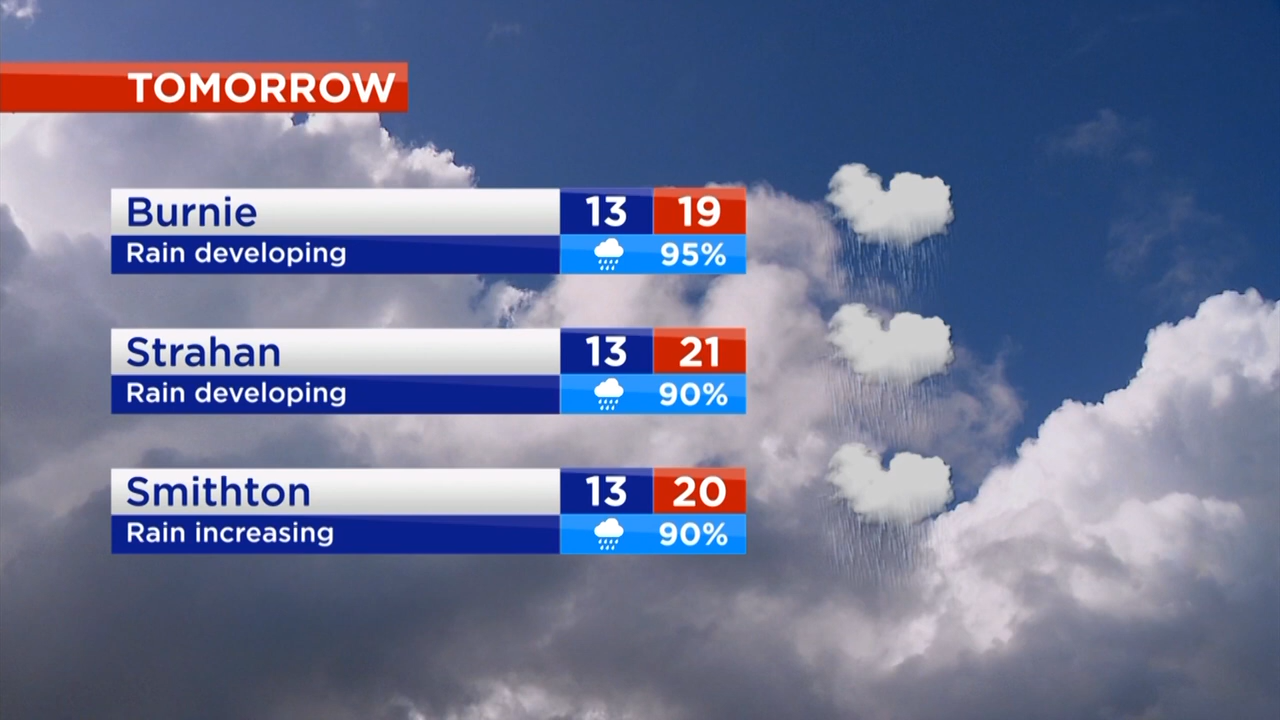 TOMORROW
Burnie 13 19
Rain developing 95%
Strahan 13 21
Rain developing 90%
Smithton 13 20
Rain increasing 90%